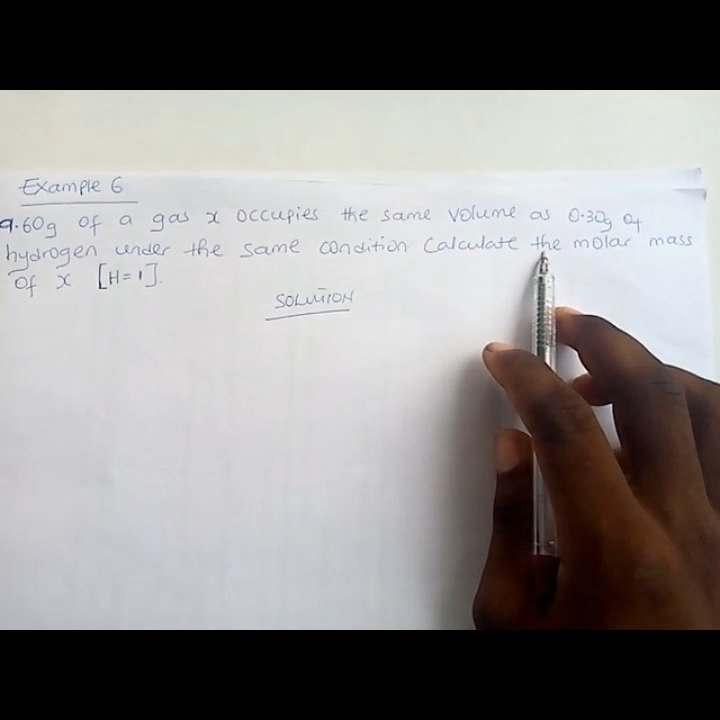 Example 6
9.60g of a gas x occupies the same volume as 0.30g of
hydrogen under the same condition Calculate the molar mass
of x [H=1].
SOLUTION